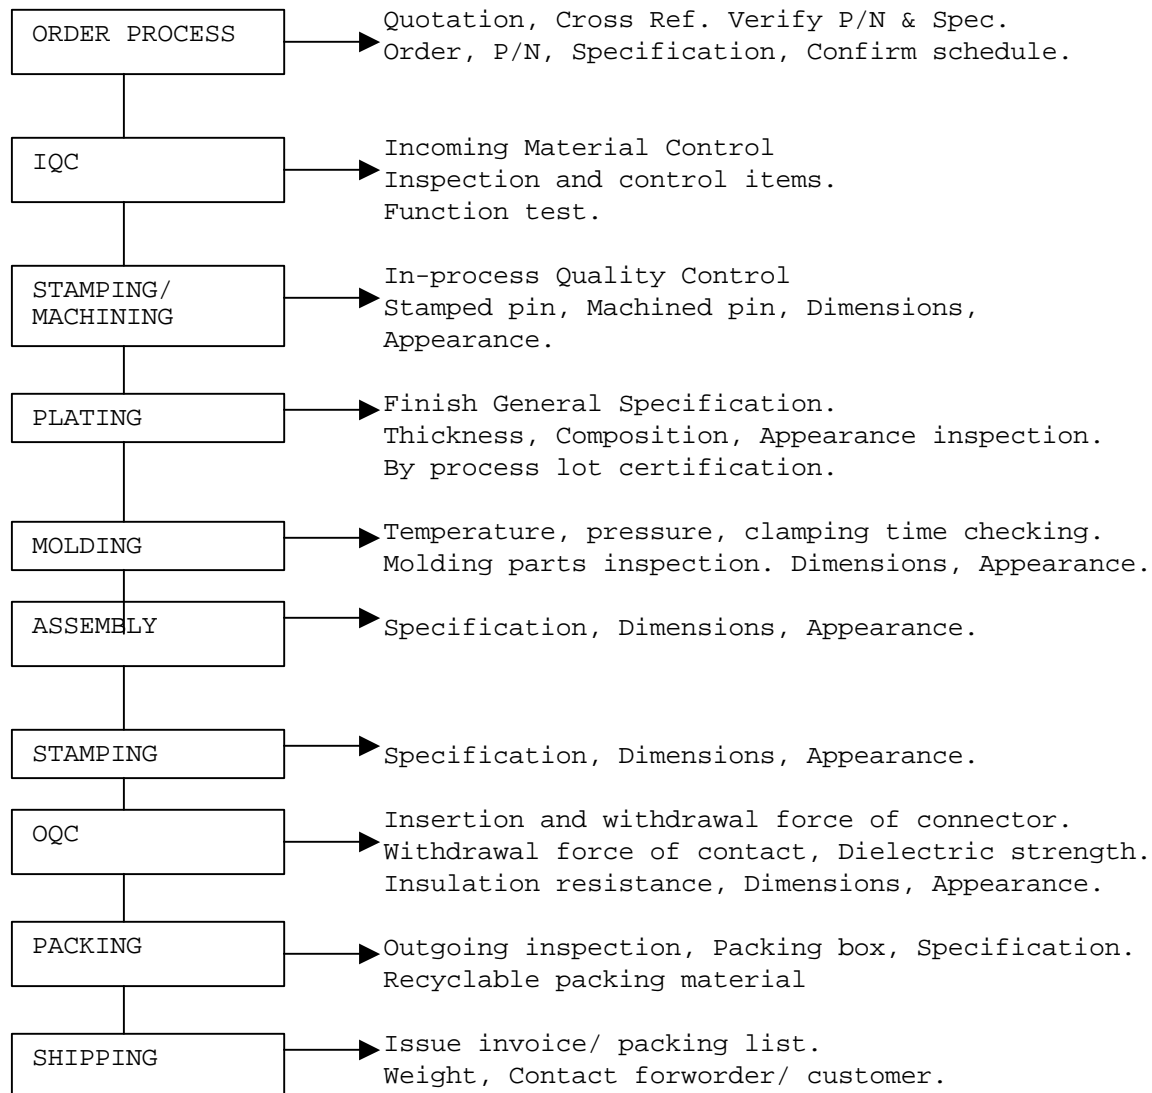 ORDER PROCESS
Quotation, Cross Ref. Verify P/N & Spec.
Order, P/N, Specification, Confirm schedule.
IQC
Incoming Material Control
Inspection and control items.
Function test.
STAMPING/
MACHINING
In-process Quality Control
Stamped pin, Machined pin, Dimensions,
Appearance.
PLATING
Finish General Specification.
Thickness, Composition, Appearance inspection.
By process lot certification.
MOLDING
Temperature, pressure, clamping time checking.
Molding parts inspection. Dimensions, Appearance.
ASSEMBLY
Specification, Dimensions, Appearance.
STAMPING
Specification, Dimensions, Appearance.
OQC
Insertion and withdrawal force of connector.
Withdrawal force of contact, Dielectric strength.
Insulation resistance, Dimensions, Appearance.
PACKING
Outgoing inspection, Packing box, Specification.
Recyclable packing material
SHIPPING
Issue invoice/ packing list.
Weight, Contact forworder/ customer.